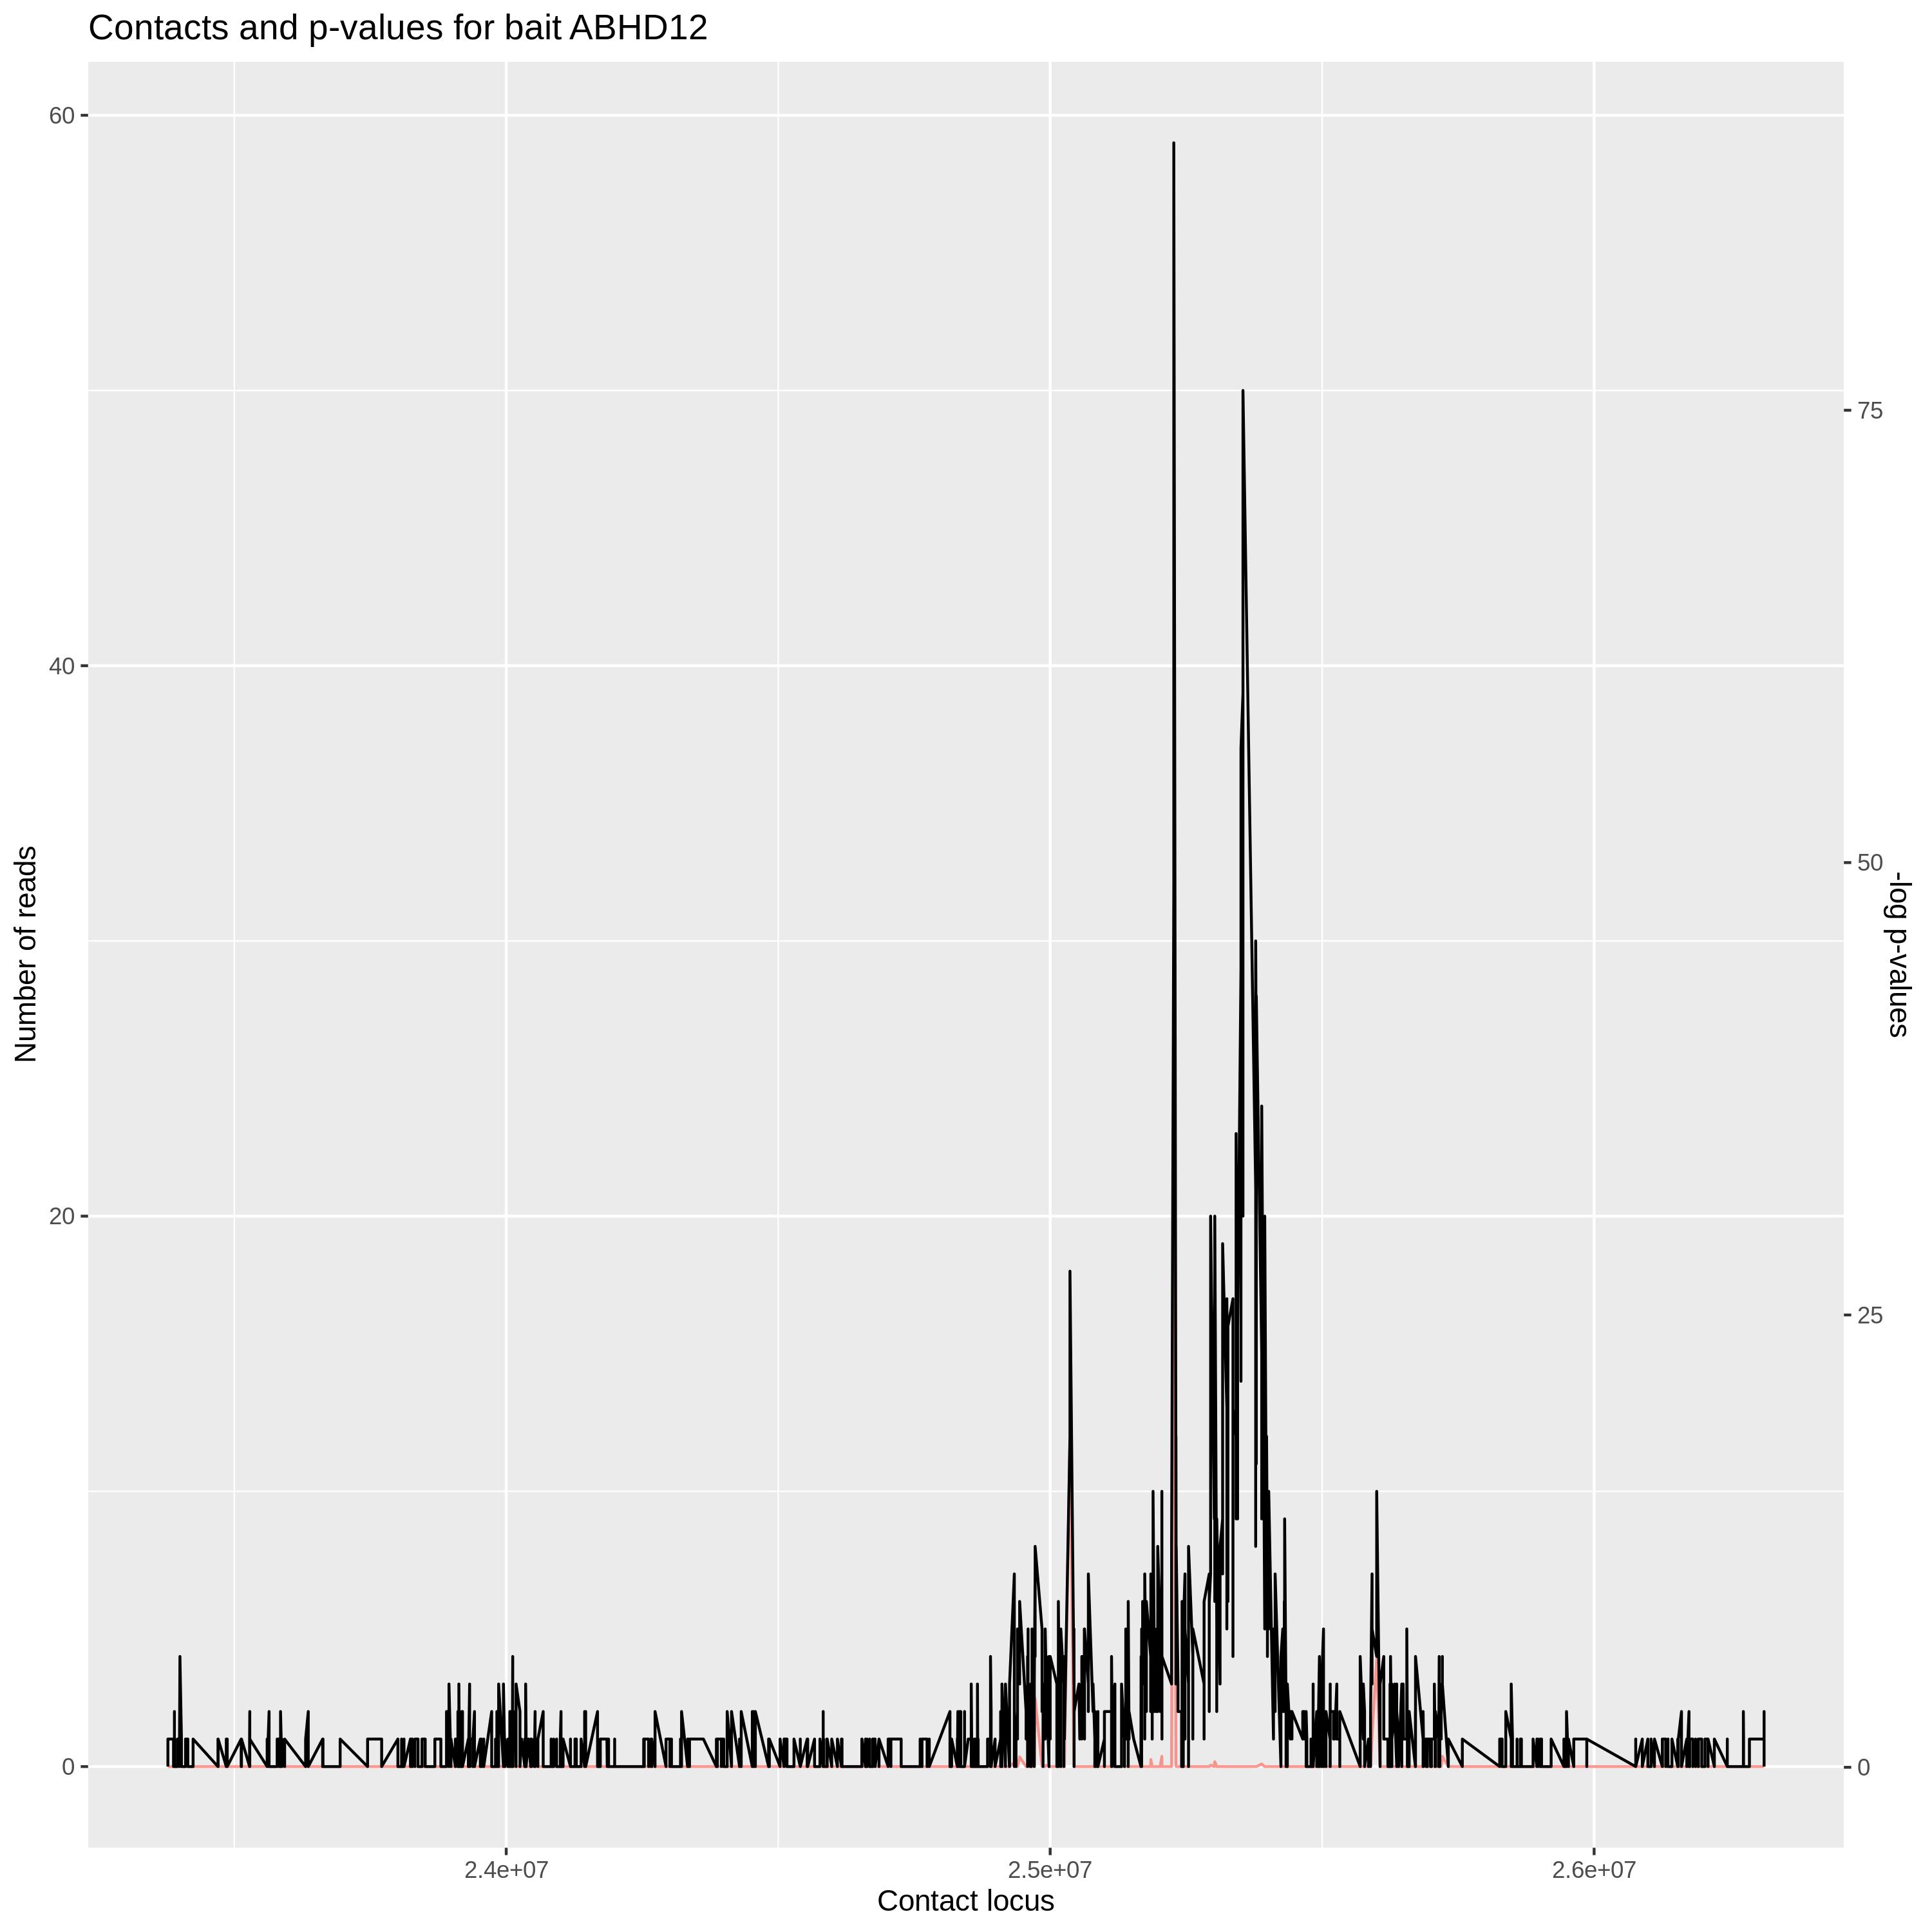 Contacts and p-values for bait ABHD12
60
40
20
0
Number of reads
75
50
25
0
-log p-values
2.4e+07
2.5e+07
2.6e+07
Contact locus